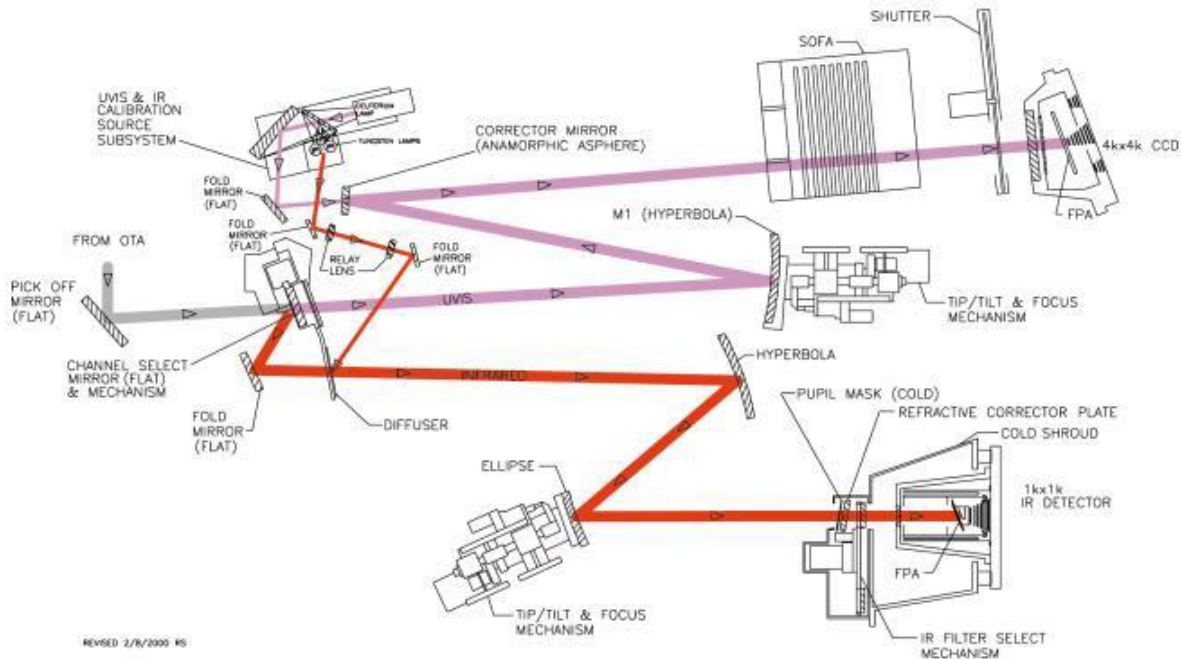 SHUTTER
SOFA
UVIS & IR
CALIBRATION
SOURCE
SUBSYSTEM
DEUTERIUM
LAMP
TUNGSTEN LAMPS
CORRECTOR MIRROR
(ANAMORPHIC ASPHERE)
4kx4k CCD
FPA
FOLD
MIRROR
(FLAT)
FOLD
MIRROR
(FLAT)
M1 (HYPERBOLA)
FROM OTA
RELAY
LENS
FOLD
MIRROR
(FLAT)
PICK OFF
MIRROR
(FLAT)
UVIS
TIP/TILT & FOCUS
MECHANISM
CHANNEL SELECT
MIRROR (FLAT)
& MECHANISM
HYPERBOLA
INFRARED
PUPIL MASK (COLD)
REFRACTIVE CORRECTOR PLATE
COLD SHROUD
FOLD
MIRROR
(FLAT)
DIFFUSER
ELLIPSE
1kx1k
IR DETECTOR
FPA
TIP/TILT & FOCUS
MECHANISM
IR FILTER SELECT
MECHANISM
REVISED 2/8/2000 RS